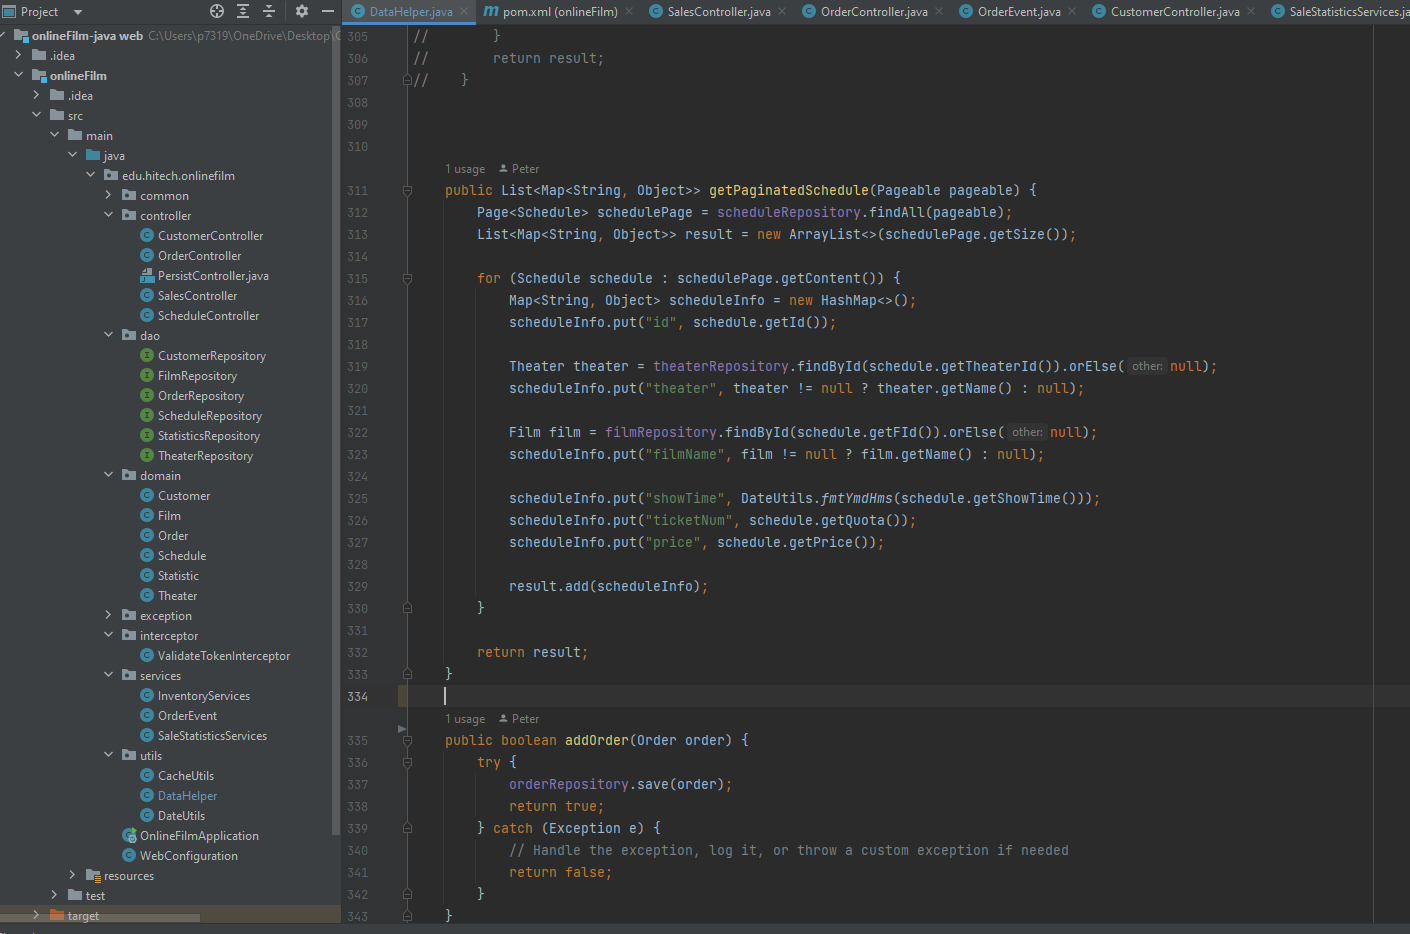 Project
DataHelper.java
pom.xml (onlineFilm)
SalesController.java
OrderController.java
OrderEvent.java
CustomerController.java
SaleStatisticsServices.ja
onlineFilm-java web C:\Users\p7319\OneDrive\Desktop\
.idea
onlineFilm
.idea
src
main
java
edu.hitech.onlinefilm
common
controller
CustomerController
OrderController
PersistController.java
SalesController
ScheduleController
dao
CustomerRepository
FilmRepository
OrderRepository
ScheduleRepository
StatisticsRepository
TheaterRepository
domain
Customer
Film
Order
Schedule
Statistic
Theater
exception
interceptor
ValidateTokenInterceptor
services
InventoryServices
OrderEvent
SaleStatisticsServices
utils
CacheUtils
DataHelper
DateUtils
OnlineFilmApplication
WebConfiguration
resources
test
target
305 // }
306 // return result;
307 // }
308
309
310
1 usage Peter
311 public List<Map<String, Object>> getPaginatedSchedule(Pageable pageable) {
312 Page<Schedule> schedulePage = scheduleRepository.findAll(pageable);
313 List<Map<String, Object>> result = new ArrayList<>(schedulePage.getSize());
314
315 for (Schedule schedule : schedulePage.getContent()) {
316 Map<String, Object> scheduleInfo = new HashMap<>();
317 scheduleInfo.put("id", schedule.getId());
318
319 Theater theater = theaterRepository.findById(schedule.getTheaterId()).orElse( other: null);
320 scheduleInfo.put("theater", theater != null ? theater.getName() : null);
321
322 Film film = filmRepository.findById(schedule.getFId()).orElse( other: null);
323 scheduleInfo.put("filmName", film != null ? film.getName() : null);
324
325 scheduleInfo.put("showTime", DateUtils.fmtYmdHms(schedule.getShowTime()));
326 scheduleInfo.put("ticketNum", schedule.getQuota());
327 scheduleInfo.put("price", schedule.getPrice());
328
329 result.add(scheduleInfo);
330 }
331
332 return result;
333 }
334
1 usage Peter
335 public boolean addOrder(Order order) {
336 try {
337 orderRepository.save(order);
338 return true;
339 } catch (Exception e) {
340 // Handle the exception, log it, or throw a custom exception if needed
341 return false;
342 }
343 }